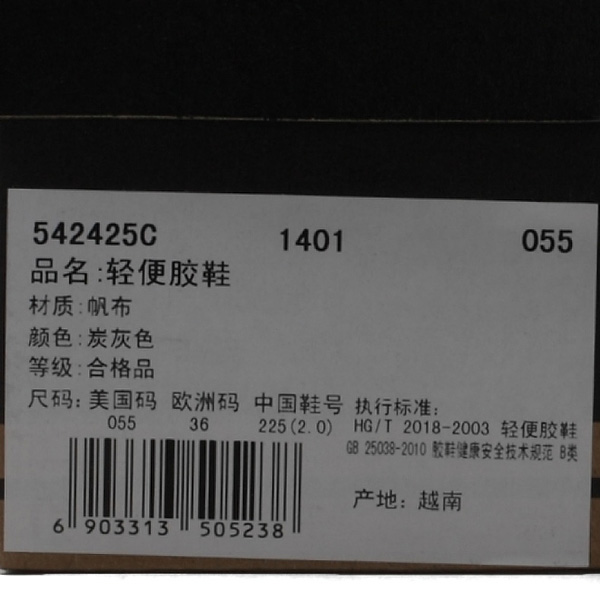 542425C 1401 055
品名:轻便胶鞋
材质:帆布
颜色:炭灰色
等级:合格品
尺码: 美国码 欧洲码 中国鞋号 执行标准:
055 36 225(2.0) HG/T 2018-2003 轻便胶鞋
GB 25038-2010 胶鞋健康安全技术规范 B类
产地: 越南
6 903313 505238